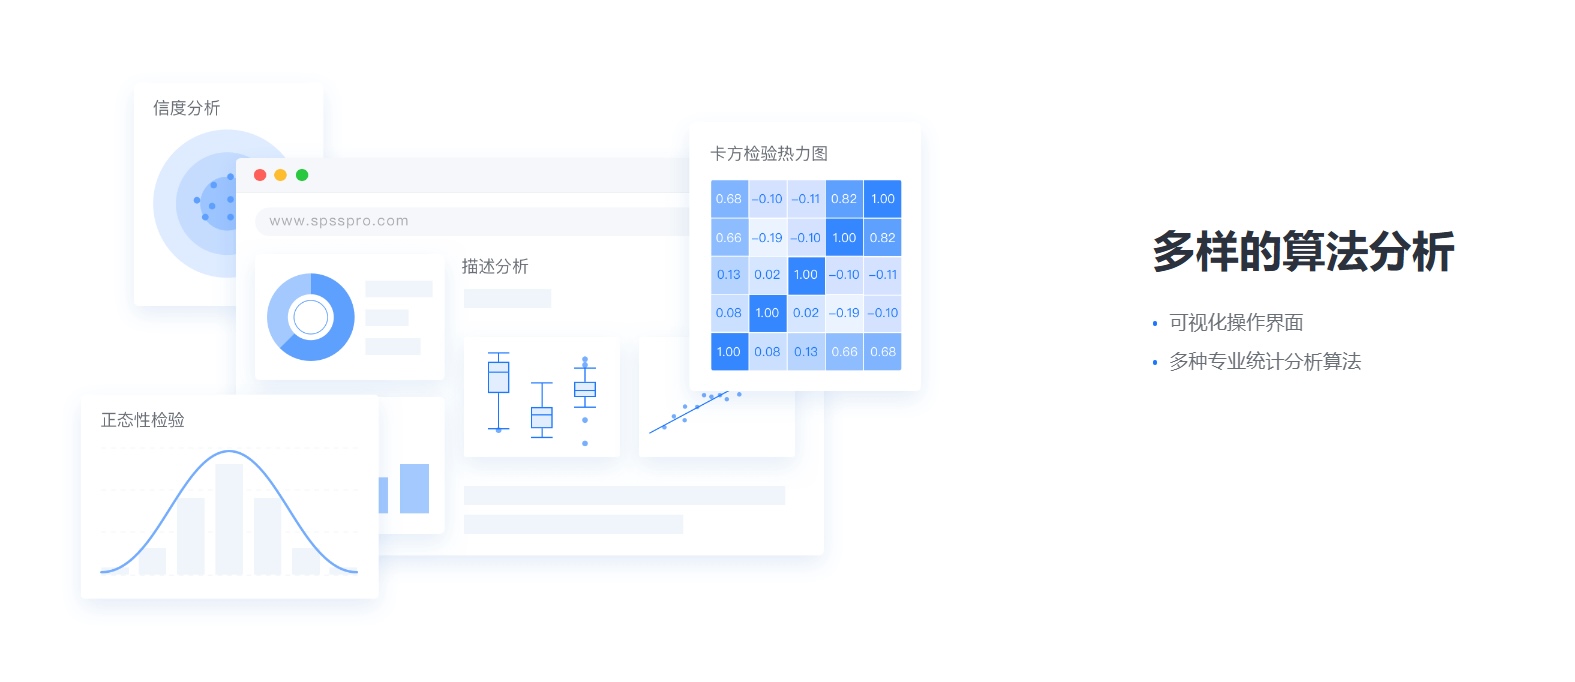 信度分析
www.spsspro.com
描述分析
卡方检验热力图
0.68 −0.10 −0.11 0.82 1.00
0.66 −0.19 −0.10 1.00 0.82
0.13 0.02 1.00 −0.10 −0.11
0.08 1.00 0.02 −0.19 −0.10
1.00 0.08 0.13 0.66 0.68
正态性检验
多样的算法分析
• 可视化操作界面
• 多种专业统计分析算法